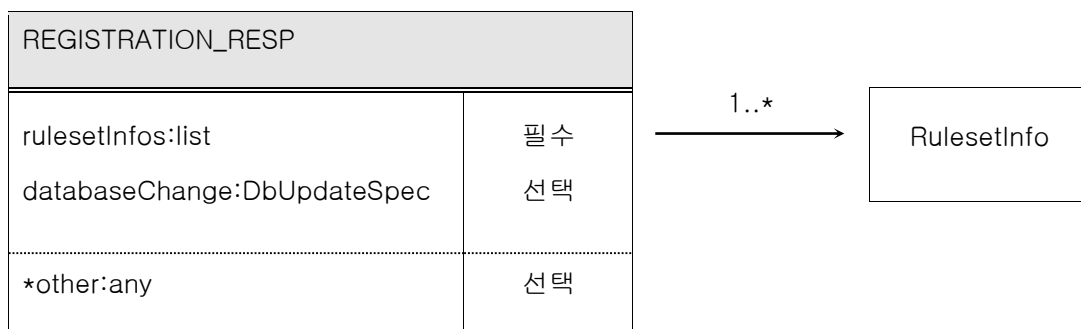 REGISTRATION_RESP
rulesetInfos:list 필수
databaseChange:DbUpdateSpec 선택
*other:any 선택
1..*
RulesetInfo